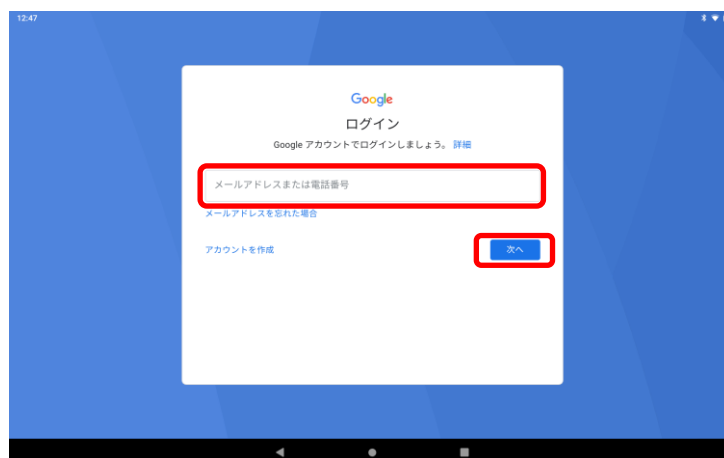 12:47
Google
ログイン
Google アカウントでログインしましょう。 詳細
メールアドレスまたは電話番号
メールアドレスを忘れた場合
アカウントを作成
次へ